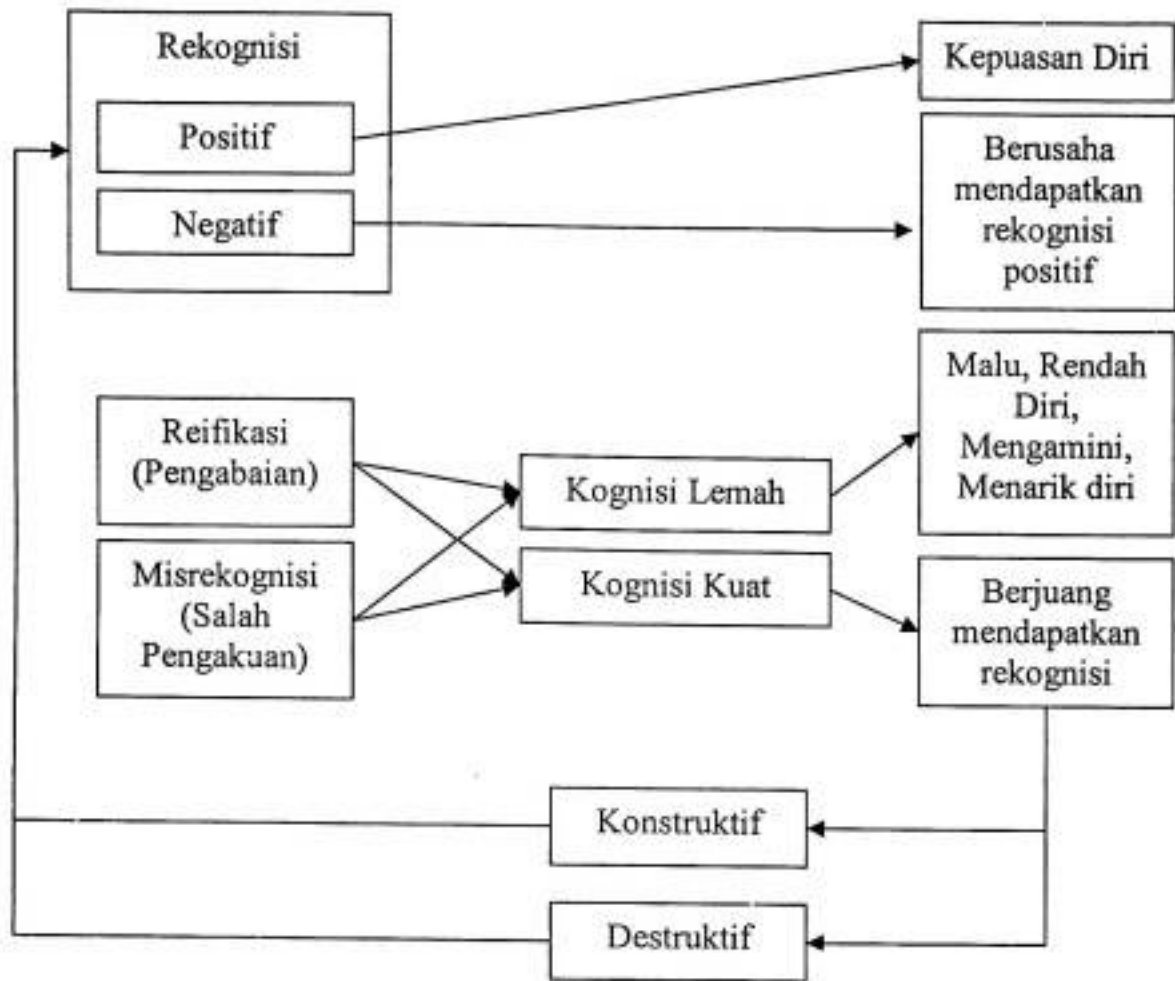 Rekognisi
Positif
Negatif
Kepuasan Diri
Berusaha
mendapatkan
rekognisi
positif
Reifikasi
(Pengabaian)
Misrekognisi
(Salah
Pengakuan)
Kognisi Lemah
Kognisi Kuat
Malu, Rendah
Diri,
Mengamini,
Menarik diri
Berjuang
mendapatkan
rekognisi
Konstruktif
Destruktif